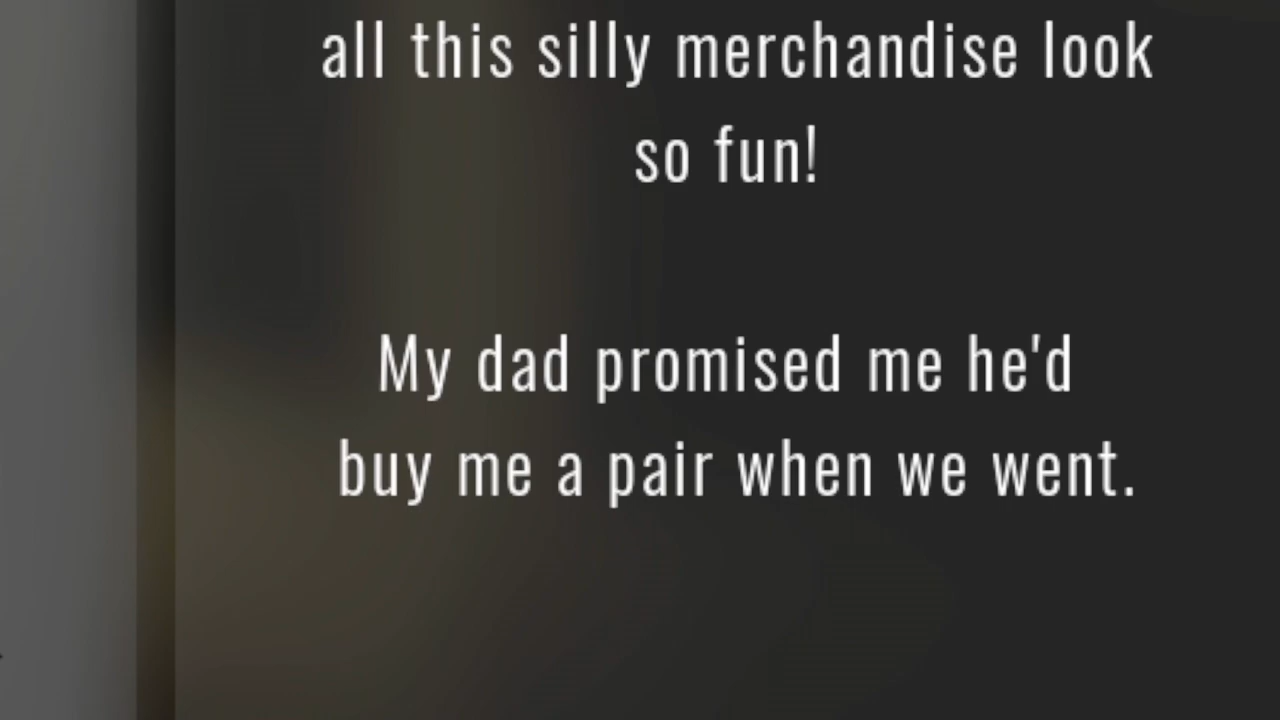 all this silly merchandise look
so fun!
My dad promised me he'd
buy me a pair when we went.